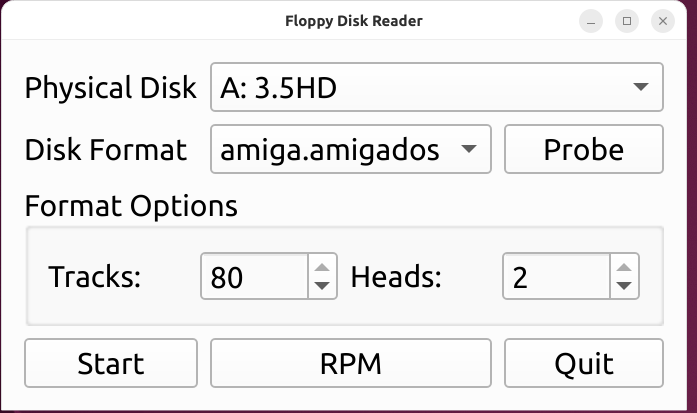 Floppy Disk Reader
Physical Disk A: 3.5HD
Disk Format amiga.amigados Probe
Format Options
Tracks: 80 Heads: 2
Start RPM Quit